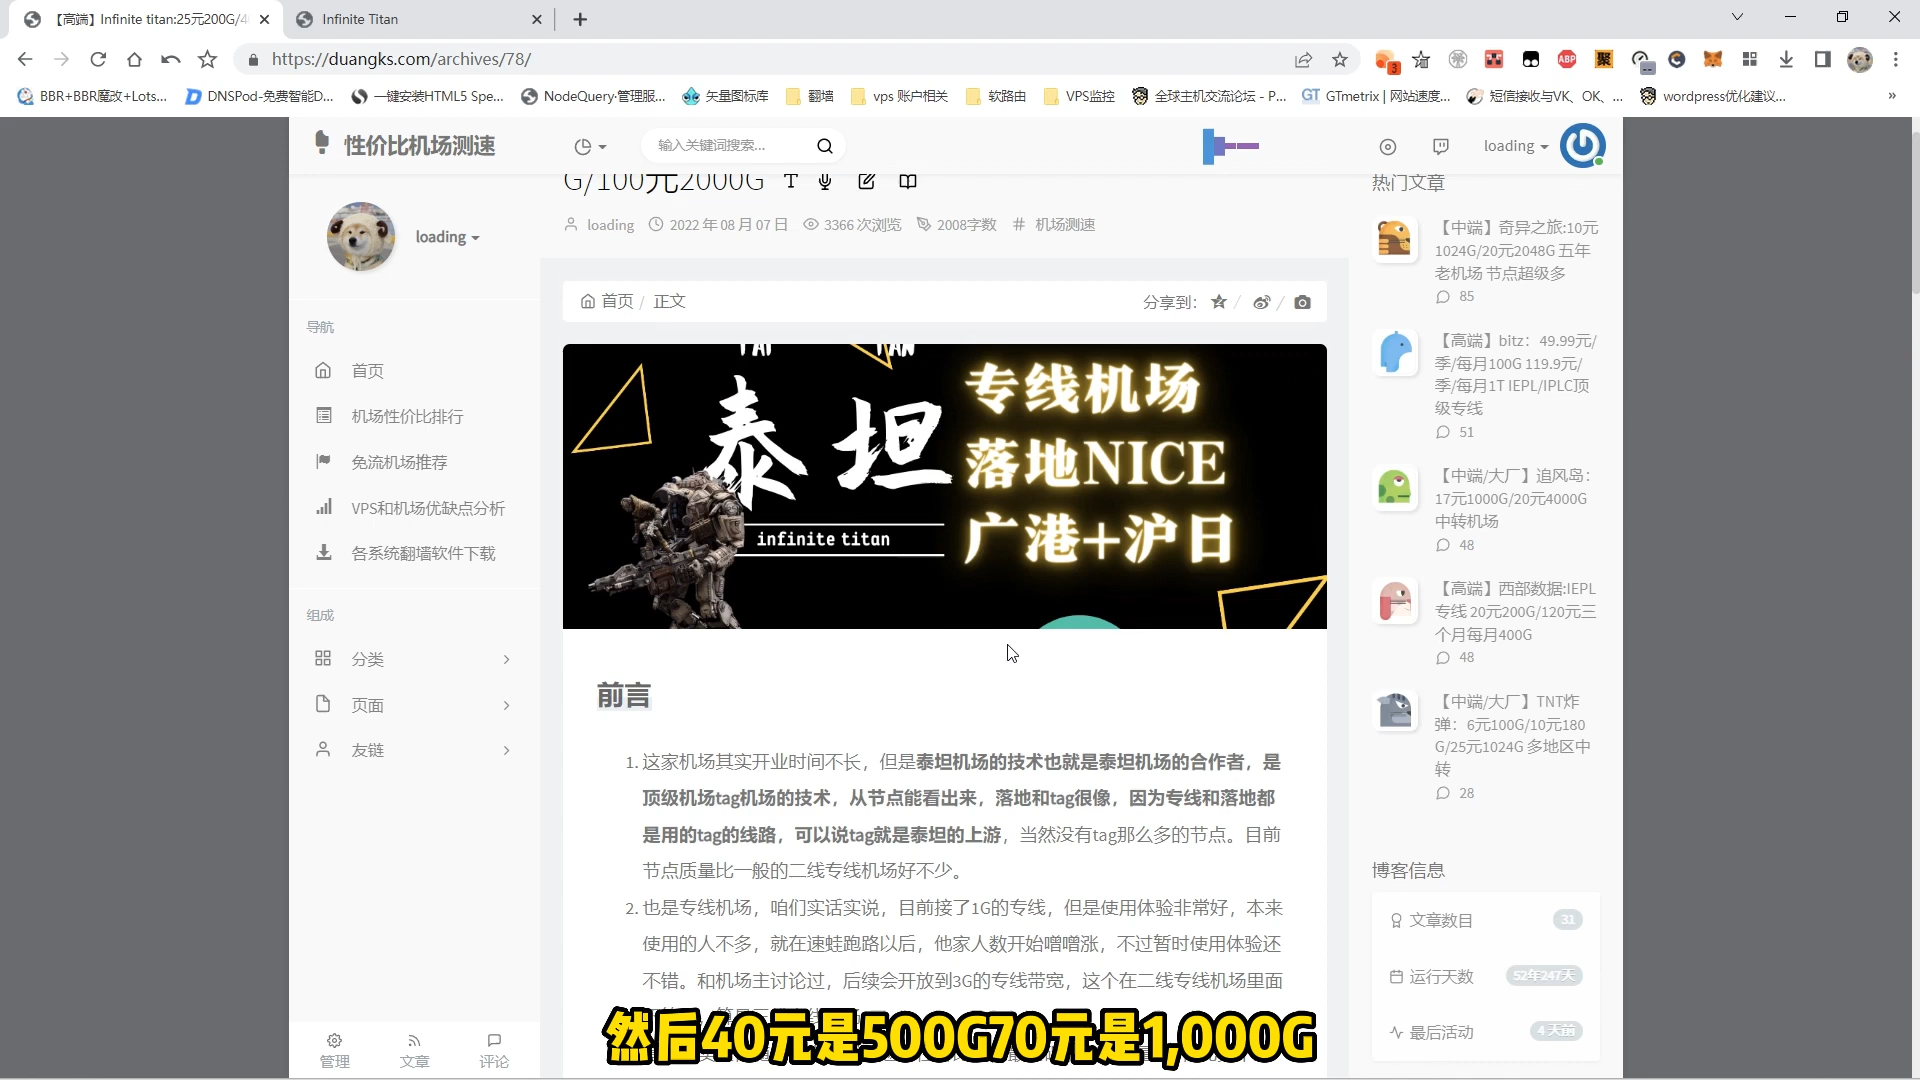 【高端】Infinite titan:25元200G/4
Infinite Titan
https://duangks.com/archives/78/
3
ABP
聚
BBR+BBR魔改+Lots...
DNSPod-免费智能D...
一键安装HTML5 Spe...
NodeQuery·管理服...
矢量图标库
翻墙
vps 账户相关
软路由
VPS监控
全球主机交流论坛 - P...
GT
GTmetrix | 网站速度...
短信接收与VK、OK、...
wordpress优化建议...
»
性价比机场测速
输入关键词搜索...
loading
loading
导航
首页
机场性价比排行
免流机场推荐
VPS和机场优缺点分析
各系统翻墙软件下载
组成
分类
页面
友链
管理
文章
评论
G/100元2000G
loading
2022 年 08 月 07 日
3366 次浏览
2008字数
机场测速
首页 / 正文
分享到：
TAI TAN
泰坦
infinite titan
专线机场
落地NICE
广港+沪日
前言
1. 这家机场其实开业时间不长，但是泰坦机场的技术也就是泰坦机场的合作者，是
顶级机场tag机场的技术，从节点能看出来，落地和tag很像，因为专线和落地都
是用的tag的线路，可以说tag就是泰坦的上游，当然没有tag那么多的节点。目前
节点质量比一般的二线专线机场好不少。
2. 也是专线机场，咱们实话实说，目前接了1G的专线，但是使用体验非常好，本来
使用的人不多，就在速蛙跑路以后，他家人数开始噌噌涨，不过暂时使用体验还
不错。和机场主讨论过，后续会开放到3G的专线带宽，这个在二线专线机场里面
然后40元是500G70元是1,000G
热门文章
【中端】奇异之旅:10元
1024G/20元2048G 五年
老机场 节点超级多
85
【高端】bitz：49.99元/
季/每月100G 119.9元/
季/每月1T IEPL/IPLC顶
级专线
51
【中端/大厂】追风岛：
17元1000G/20元4000G
中转机场
48
【高端】西部数据:IEPL
专线 20元200G/120元三
个月每月400G
48
【中端/大厂】TNT炸
弹：6元100G/10元180
G/25元1024G 多地区中
转
28
博客信息
文章数目
31
运行天数
52年247天
最后活动
4 天前